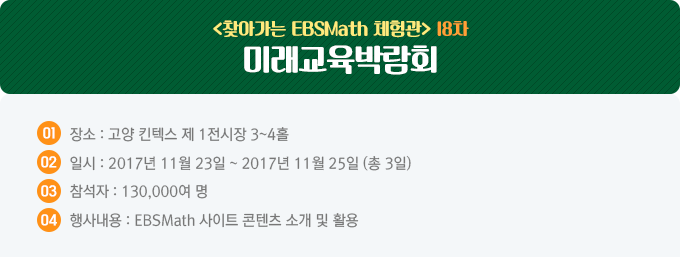 <찾아가는 EBSMath 체험관> 18차
미래교육박람회
01 장소 : 고양 킨텍스 제 1전시장 3~4홀
02 일시 : 2017년 11월 23일 ~ 2017년 11월 25일 (총 3일)
03 참석자 : 130,000여 명
04 행사내용 : EBSMath 사이트 콘텐츠 소개 및 활용